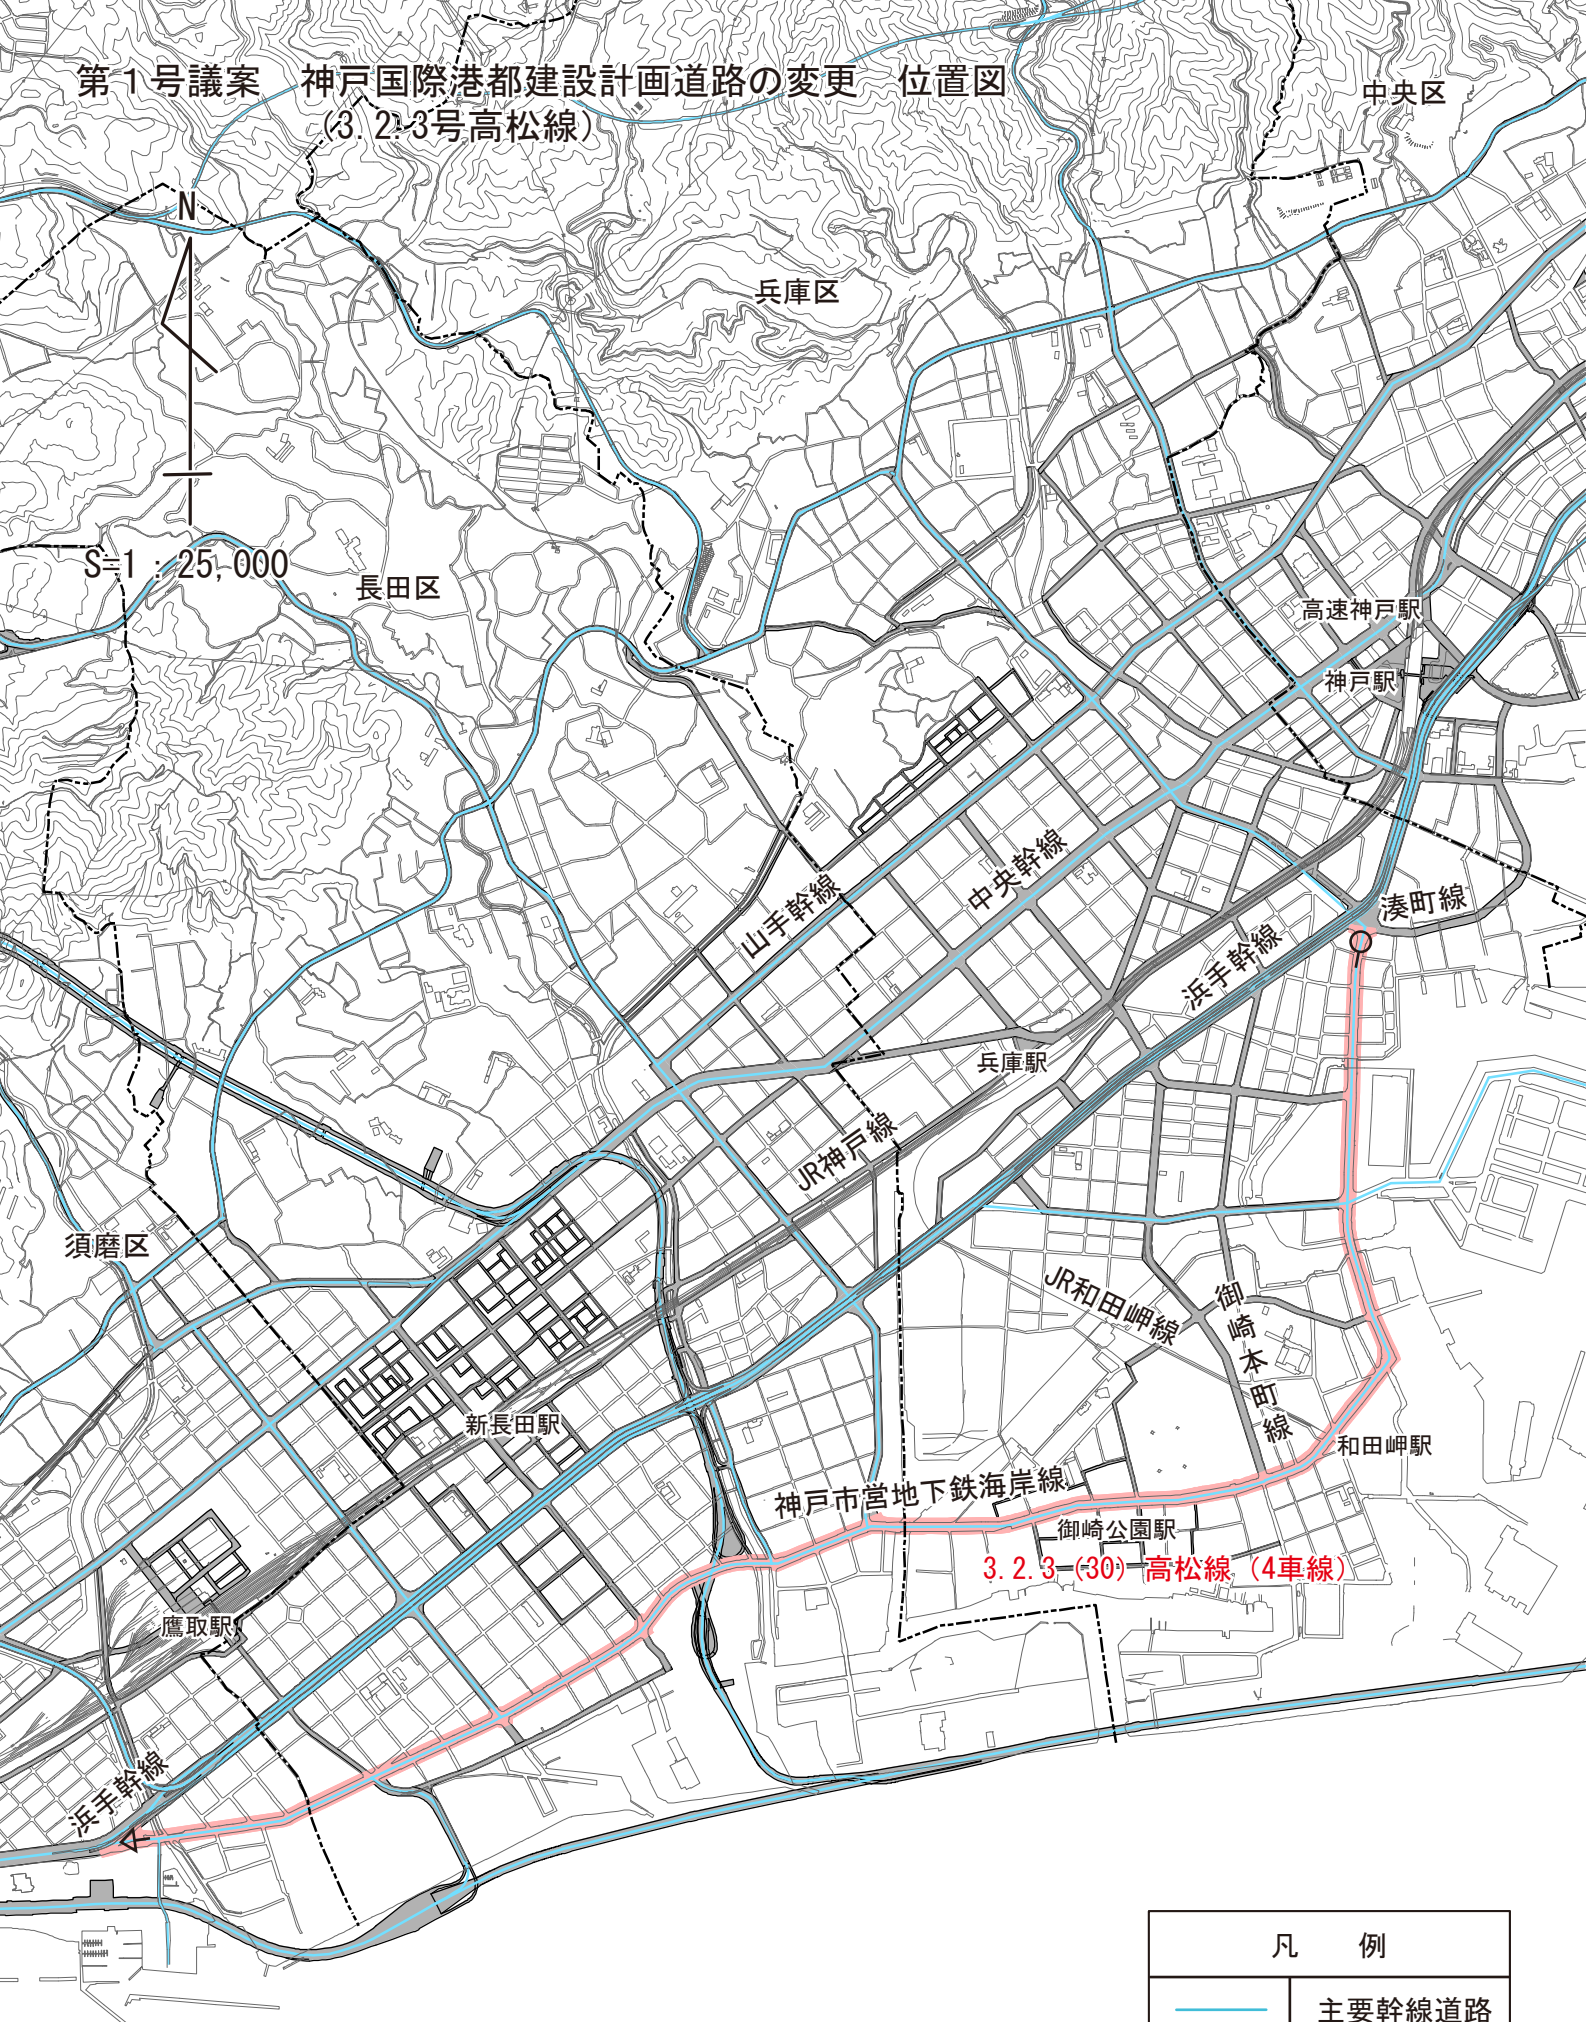 第１号議案　神戸国際港都建設計画道路の変更　位置図
(3.2.3号高松線)
中央区
N
兵庫区
S=1：25,000
長田区
高速神戸駅
神戸駅
山手幹線
中央幹線
湊町線
浜手幹線
兵庫駅
JR神戸線
須磨区
JR和田岬線
御崎本町線
新長田駅
和田岬駅
神戸市営地下鉄海岸線
御崎公園駅
3.2.3 (30) 高松線 (4車線)
鷹取駅
浜手幹線
凡　例
主要幹線道路